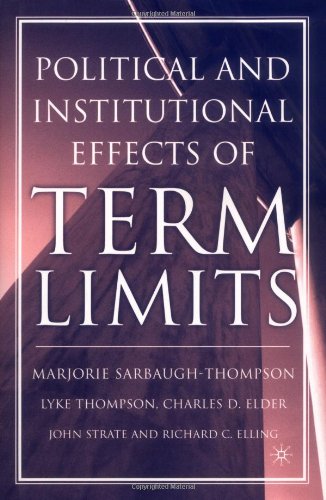 POLITICAL AND
INSTITUTIONAL
EFFECTS OF
TERM
LIMITS
MARJORIE SARBAUGH-THOMPSON
LYKE THOMPSON, CHARLES D. ELDER
JOHN STRATE AND RICHARD C. ELLING